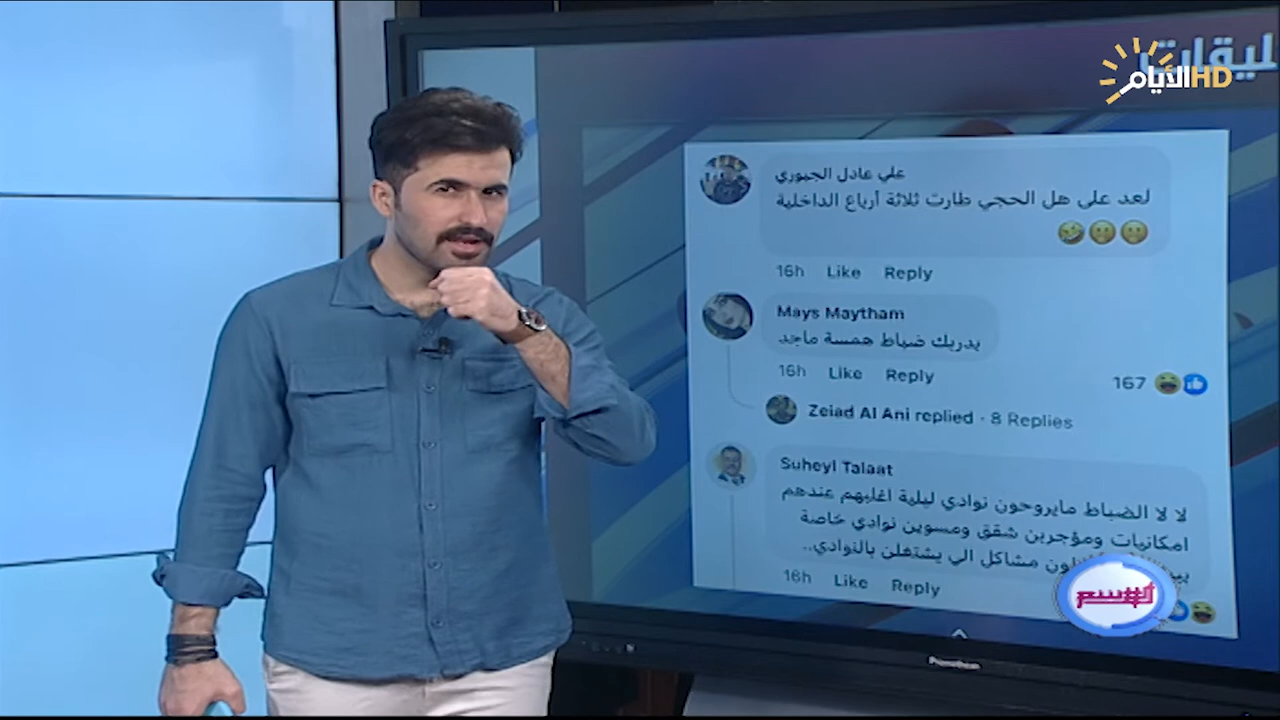 ليقات
الأيام HD
علي عادل الجبوري
لعد على هل الحجي طارت ثلاثة أرباع الداخلية
16h Like Reply
Mays Maytham
يدريك ضباط همسة ماجد
16h Like Reply
167
Zeiad Al Ani replied · 8 Replies
Suheyl Talaat
لا لا الضباط مايروحون نوادي ليلية اغلبهم عندهم
امكانيات ومؤجرين شقق ومسوين نوادي خاصة
مشاكل الي يشتغلن بالنوادي..
16h Like Reply
Promethean